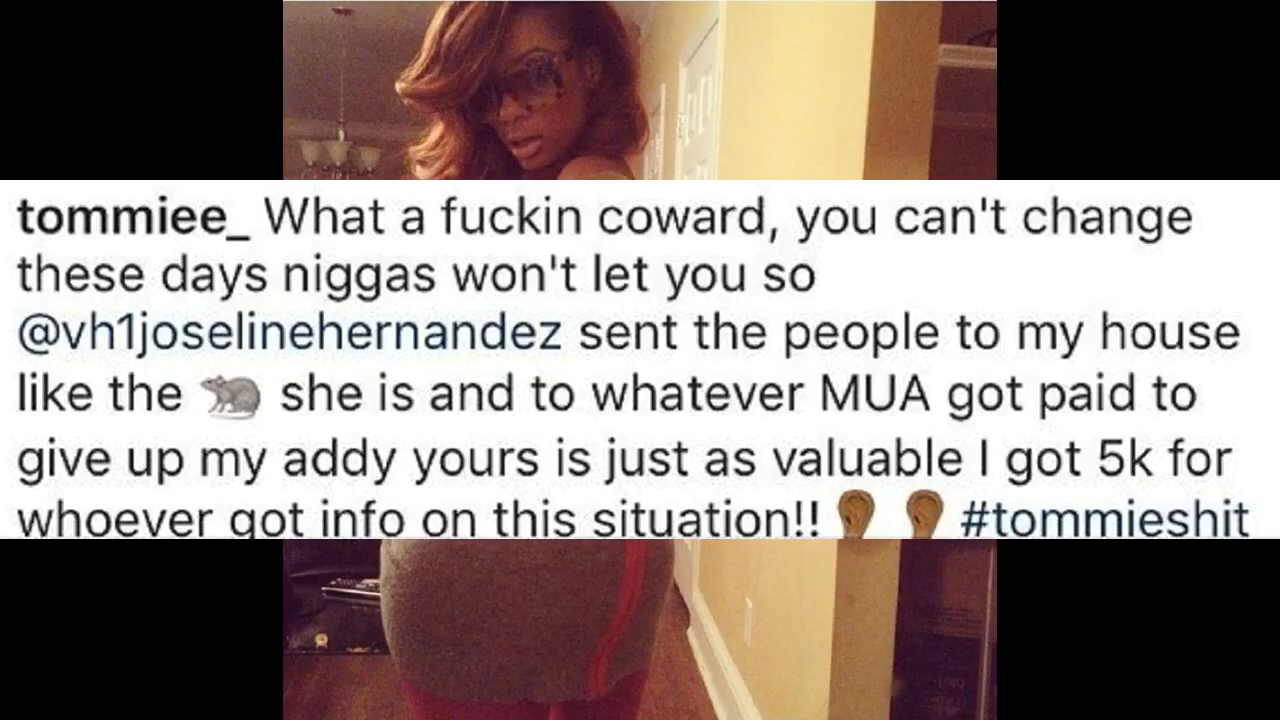 tommiee_ What a fuckin coward, you can't change
these days niggas won't let you so
@vh1joselinehernandez sent the people to my house
like the 🐀 she is and to whatever MUA got paid to
give up my addy yours is just as valuable I got 5k for
whoever got info on this situation!! 👂🏾 👂🏾 #tommieshit